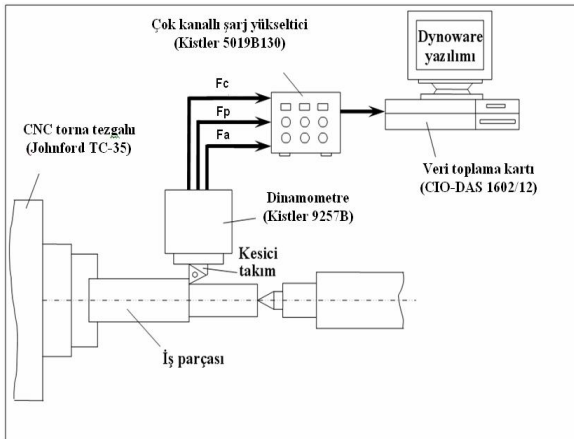 Çok kanallı şarj yükseltici
(Kistler 5019B130)
Dynoware
yazılımı
Fc
Fp
Fa
CNC torna tezgahı
(Johnford TC-35)
Veri toplama kartı
(CIO-DAS 1602/12)
Dinamometre
(Kistler 9257B)
Kesici
takım
İş parçası